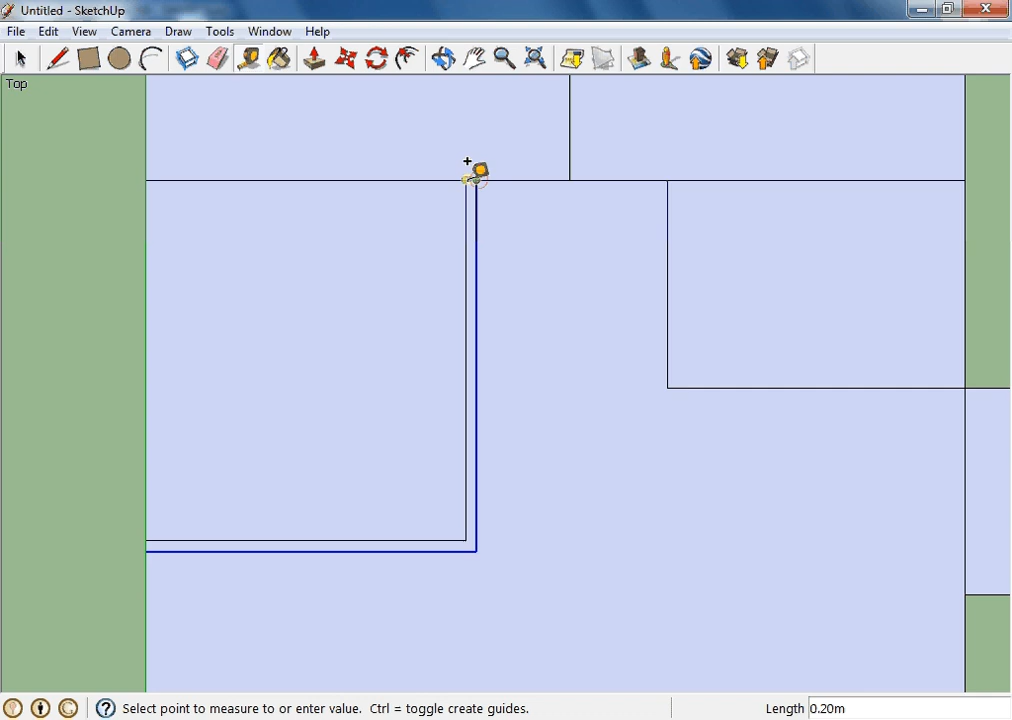 Untitled - SketchUp
File Edit View Camera Draw Tools Window Help
Top
Select point to measure to or enter value. Ctrl = toggle create guides. Length 0.20m